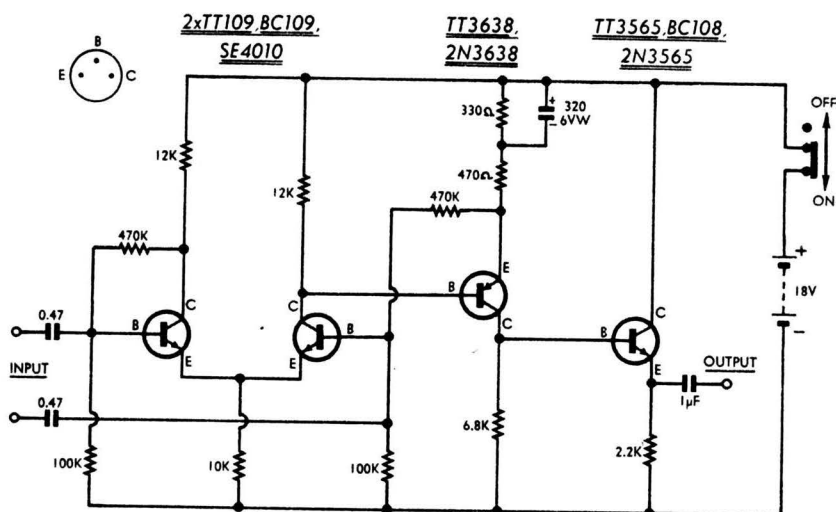 2xTT109,BC109,
SE4010
TT3638,
2N3638
TT3565,BC108,
2N3565
B
E
C
330Ω
+
320
6VW
-
OFF
ON
12K
12K
470Ω
470K
470K
+
18V
-
0.47
C
B
E
C
B
E
E
B
C
C
B
E
INPUT
OUTPUT
0.47
1µF
100K
10K
100K
6.8K
2.2K